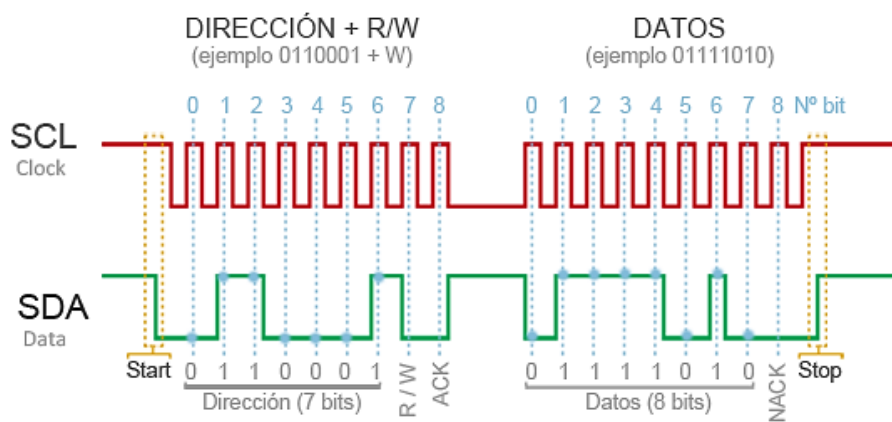 DIRECCIÓN + R/W
(ejemplo 0110001 + W)
DATOS
(ejemplo 01111010)
0 1 2 3 4 5 6 7 8
0 1 2 3 4 5 6 7 8 Nº bit
SCL
Clock
SDA
Data
Start
0 1 1 0 0 0 1
R / W
ACK
Dirección (7 bits)
0 1 1 1 1 0 1 0
NACK
Datos (8 bits)
Stop